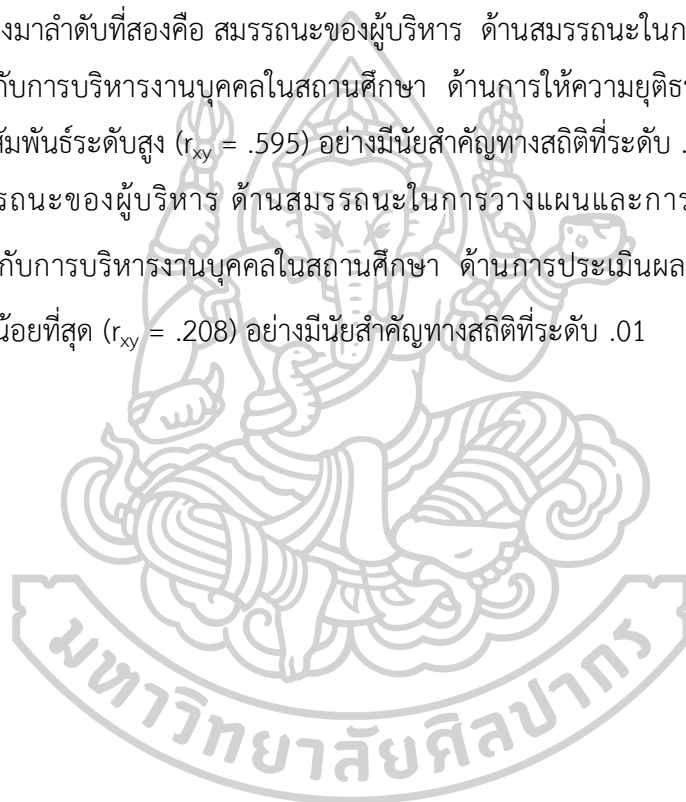 งมาลำดับที่สองคือ สมรรถนะของผู้บริหาร ด้านสมรรถนะในก
กับการบริหารงานบุคคลในสถานศึกษา ด้านการให้ความยุติธ
สัมพันธ์ระดับสูง (rxy = .595) อย่างมีนัยสำคัญทางสถิติที่ระดับ .
รถนะของผู้บริหาร ด้านสมรรถนะในการวางแผนและการ
กับการบริหารงานบุคคลในสถานศึกษา ด้านการประเมินผล
น้อยที่สุด (rxy = .208) อย่างมีนัยสำคัญทางสถิติที่ระดับ .01
มหาวิทยาลัยศิลปากร